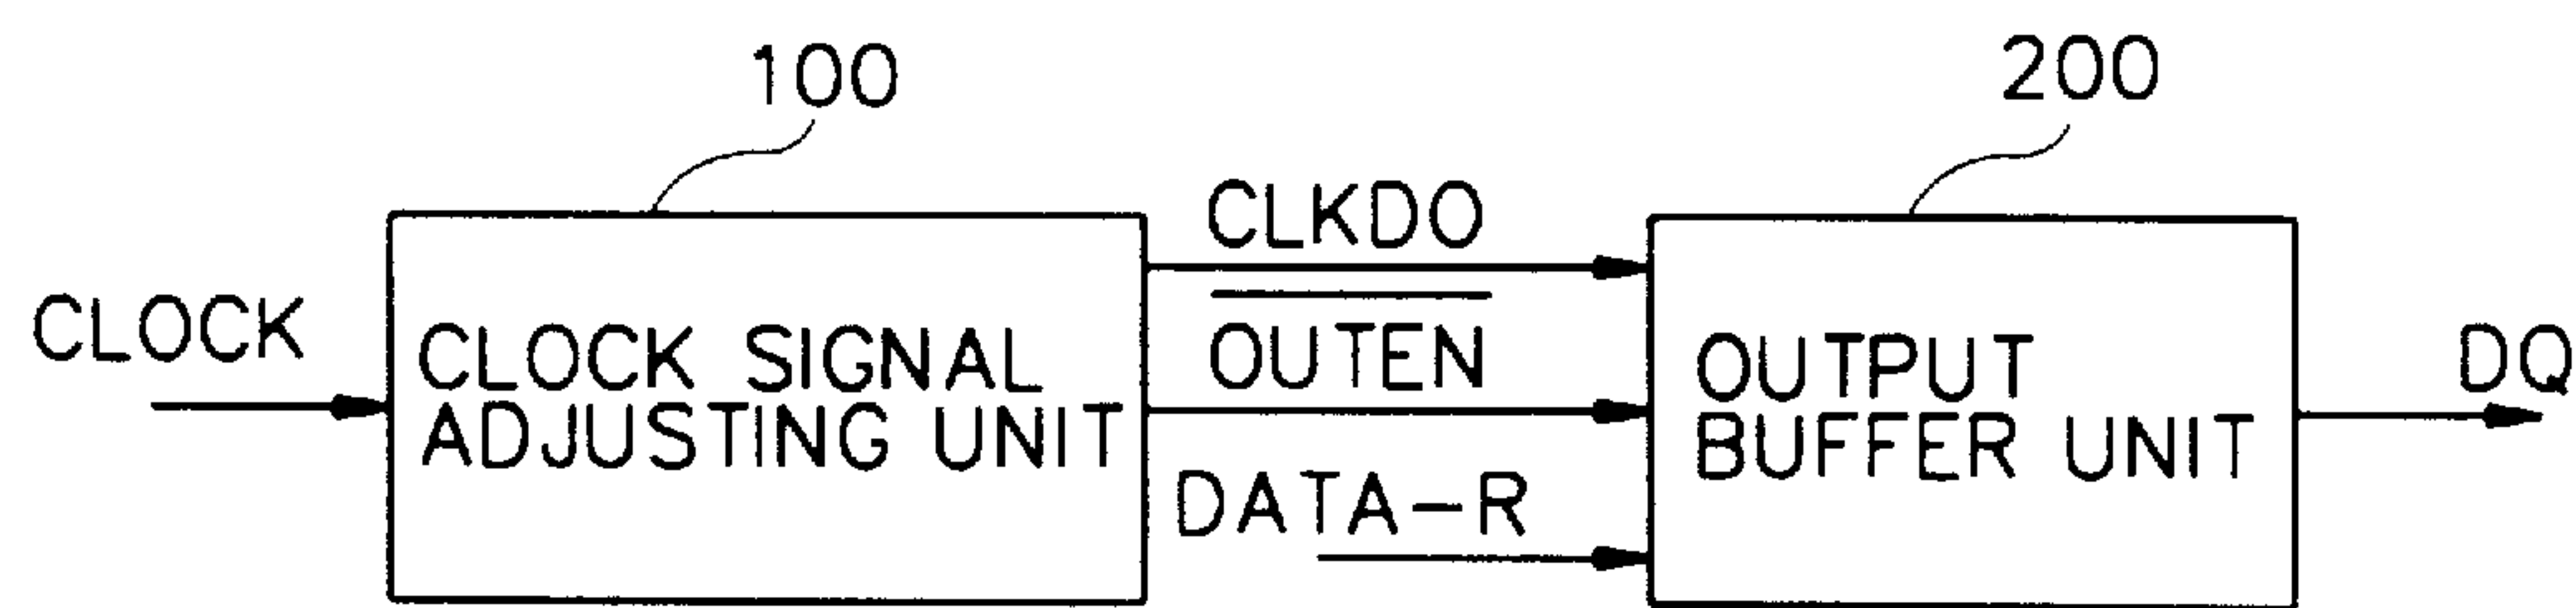 100
200
CLKDO
CLOCK
OUTEN
CLOCK SIGNAL
ADJUSTING UNIT
OUTPUT
BUFFER UNIT
DQ
DATA-R